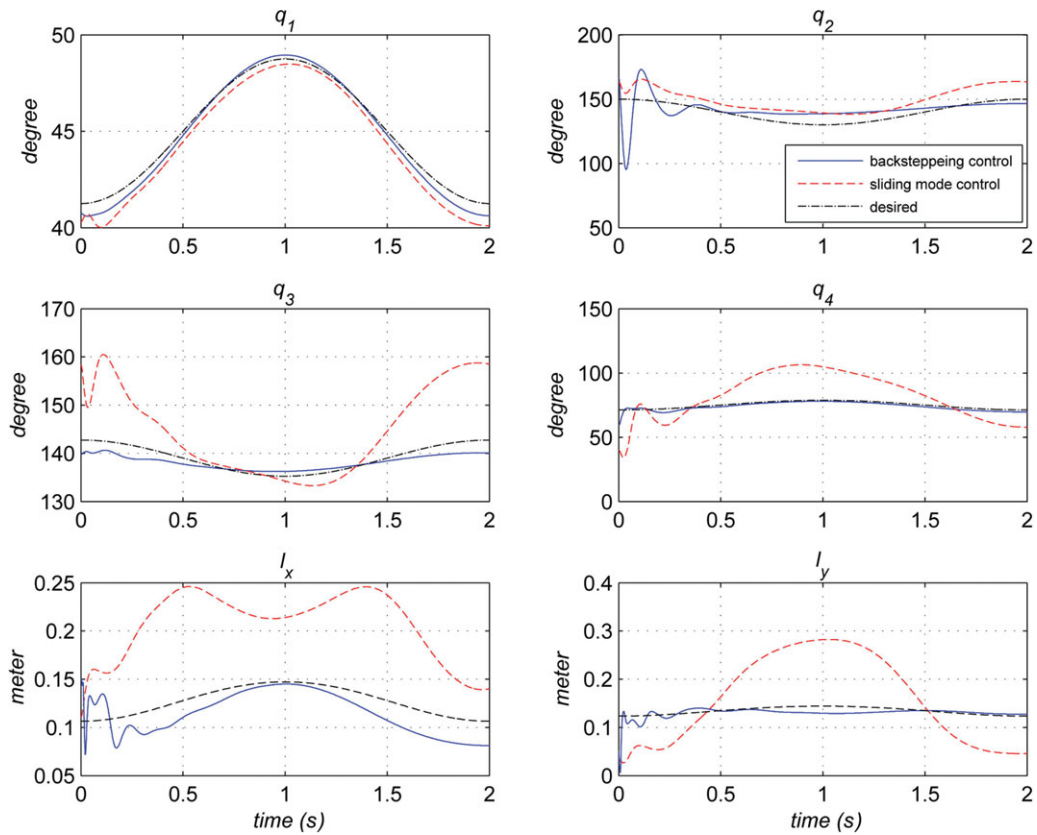 q1
50
45
40
degree
0 0.5 1 1.5 2
q2
200
150
100
50
degree
backsteppeing control
sliding mode control
desired
0 0.5 1 1.5 2
q3
170
160
150
140
130
degree
0 0.5 1 1.5 2
q4
150
100
50
0
degree
0 0.5 1 1.5 2
lx
0.25
0.2
0.15
0.1
0.05
meter
0 0.5 1 1.5 2
time (s)
ly
0.4
0.3
0.2
0.1
0
meter
0 0.5 1 1.5 2
time (s)